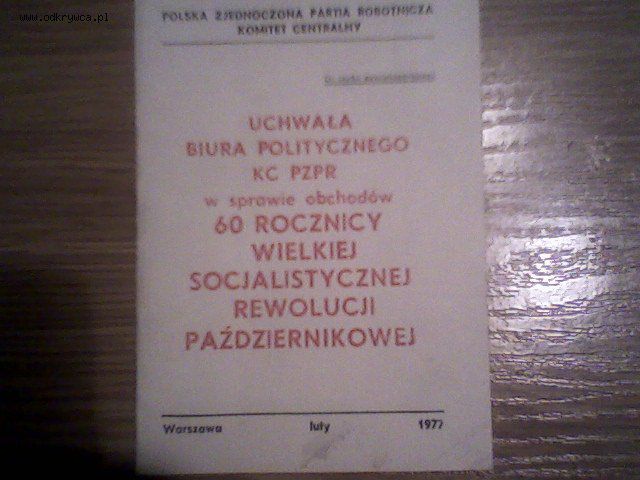 www.odkrywca.pl
POLSKA ZJEDNOCZONA PARTIA ROBOTNICZA
KOMITET CENTRALNY
UCHWAŁA
BIURA POLITYCZNEGO
KC PZPR
w sprawie obchodów
60 ROCZNICY
WIELKIEJ
SOCJALISTYCZNEJ
REWOLUCJI
PAŹDZIERNIKOWEJ
Warszawa luty 1977